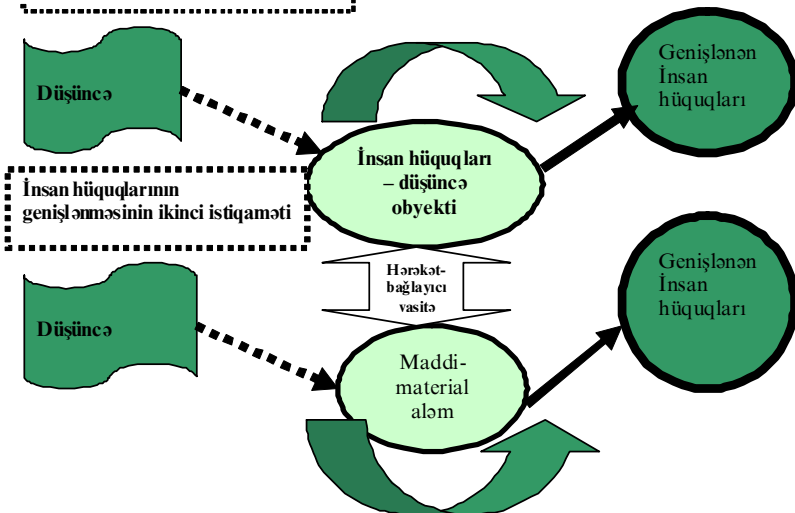 Düşüncə
İnsan hüquqları
– düşüncə
obyekti
Genişlənən
İnsan
hüquqları
İnsan hüquqlarının
genişlənməsinin ikinci istiqaməti
Hərəkət-
bağlayıcı
vasitə
Düşüncə
Maddi-
material
aləm
Genişlənən
İnsan
hüquqları